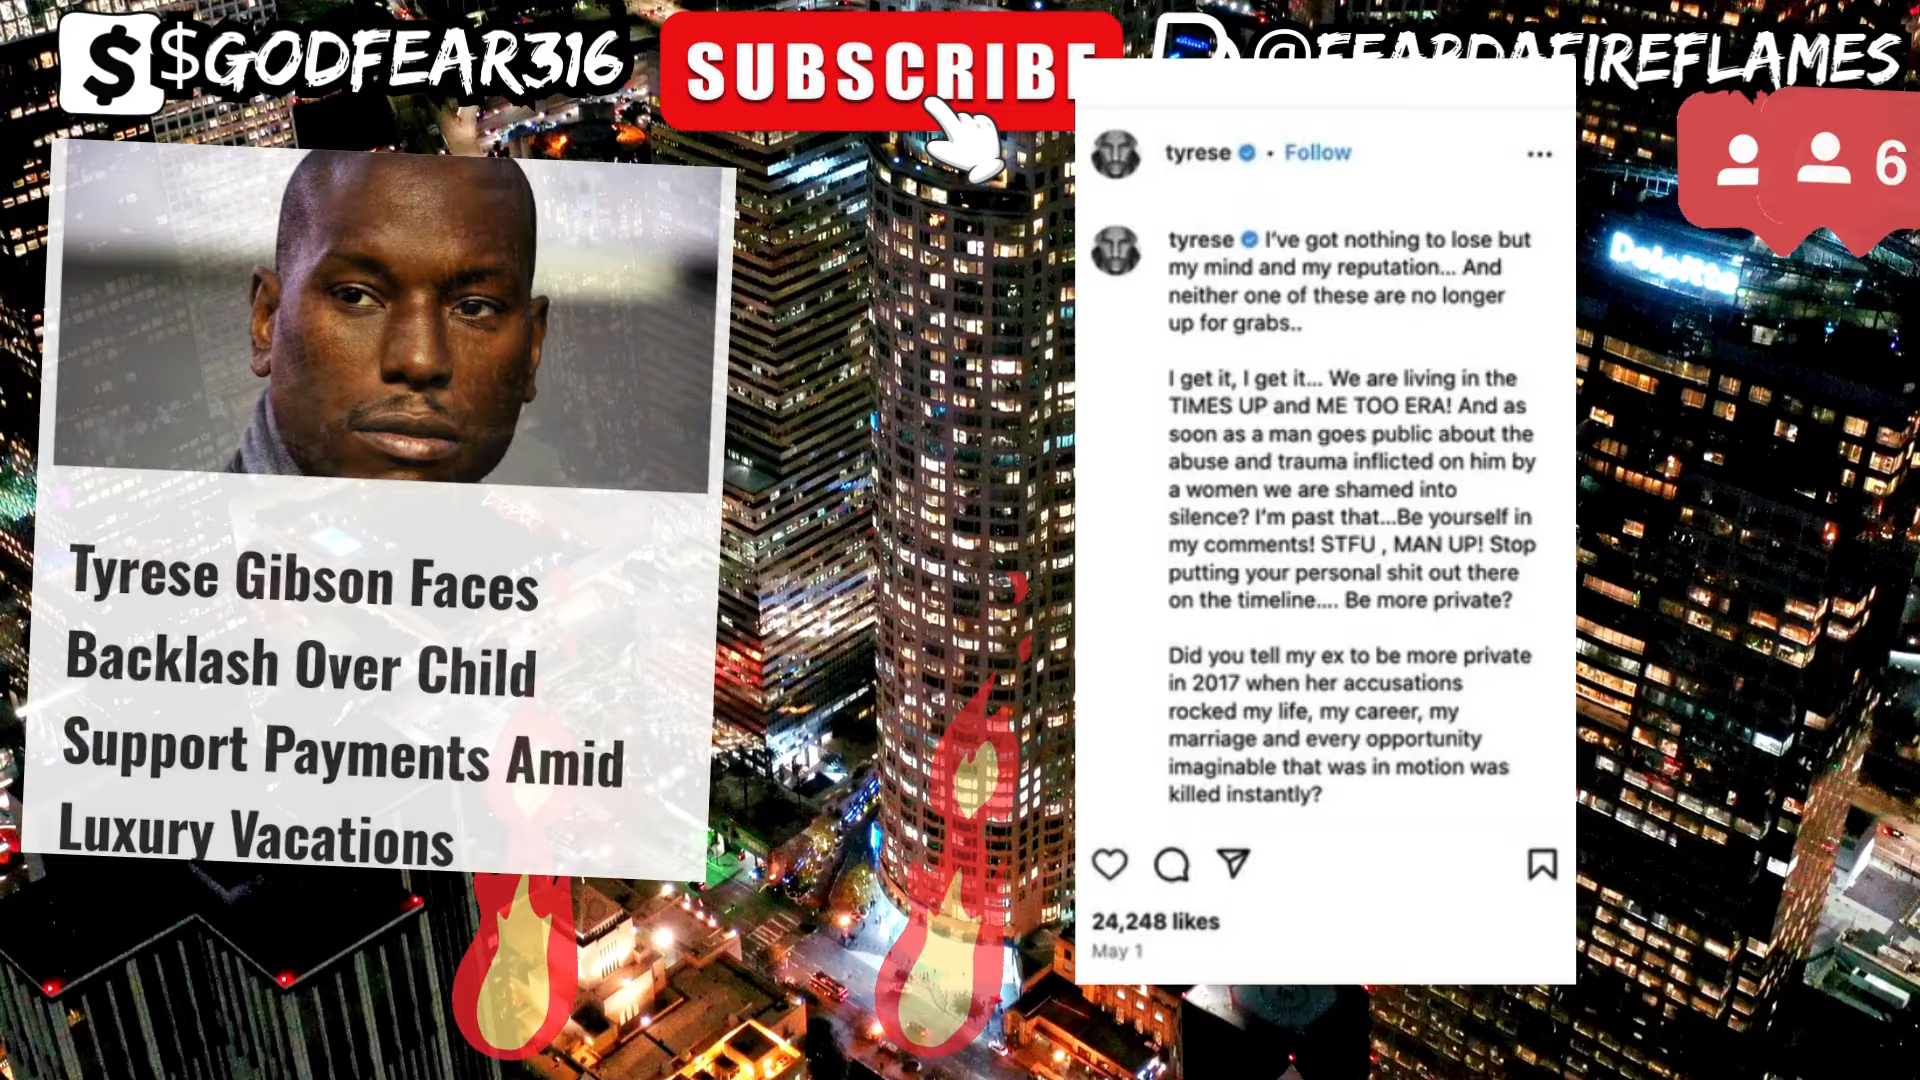 $GODFEAR316
SUBSCRIBE
@FEARDAFIREFLAMES
6
Deloitte
Tyrese Gibson Faces
Backlash Over Child
Support Payments Amid
Luxury Vacations
tyrese • Follow
tyrese I've got nothing to lose but
my mind and my reputation... And
neither one of these are no longer
up for grabs..
I get it, I get it... We are living in the
TIMES UP and ME TOO ERA! And as
soon as a man goes public about the
abuse and trauma inflicted on him by
a women we are shamed into
silence? I'm past that...Be yourself in
my comments! STFU , MAN UP! Stop
putting your personal shit out there
on the timeline.... Be more private?
Did you tell my ex to be more private
in 2017 when her accusations
rocked my life, my career, my
marriage and every opportunity
imaginable that was in motion was
killed instantly?
24,248 likes
May 1